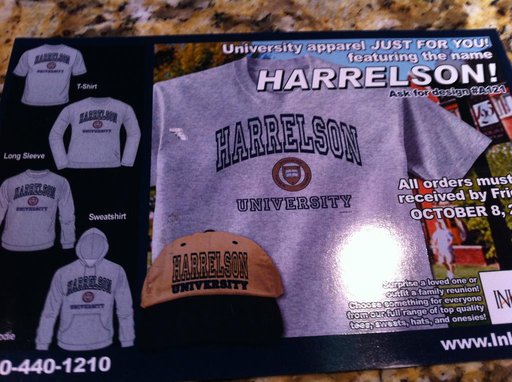 University apparel JUST FOR YOU!
featuring the name
HARRELSON!
Ask for design #A121
HARRELSON
UNIVERSITY
T-Shirt
HARRELSON
UNIVERSITY
Long Sleeve
HARRELSON
UNIVERSITY
Sweatshirt
HARRELSON
UNIVERSITY
odie
HARRELSON
UNIVERSITY
HARRELSON
UNIVERSITY
All orders must
received by Fri
OCTOBER 8, 2
Surprise a loved one or
outfit a family reunion!
Choose something for everyone
from our full range of top quality
tees, sweats, hats, and onesies!
0-440-1210